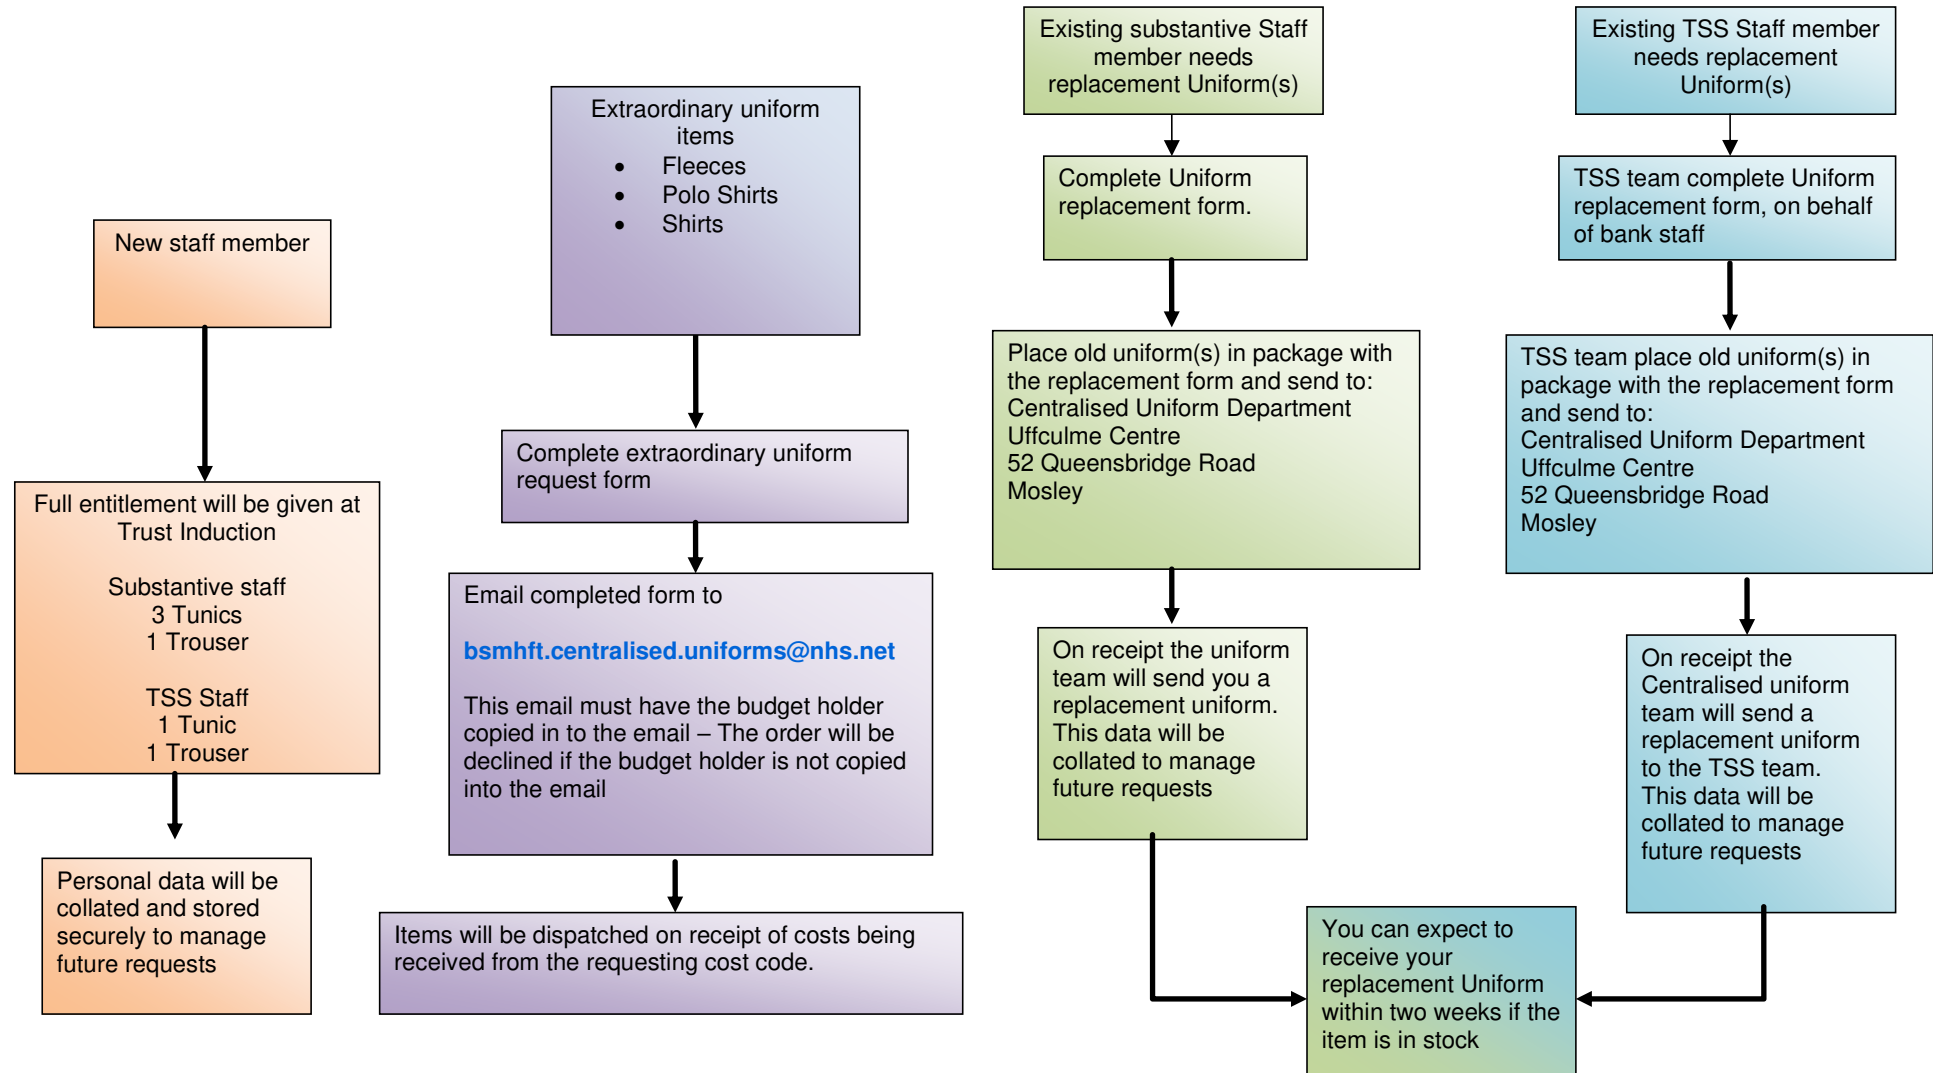 New staff member
Full entitlement will be given at
Trust Induction
Substantive staff
3 Tunics
1 Trouser
TSS Staff
1 Tunic
1 Trouser
Personal data will be
collated and stored
securely to manage
future requests
Extraordinary uniform
items
• Fleeces
• Polo Shirts
• Shirts
Complete extraordinary uniform
request form
Email completed form to
bsmhft.centralised.uniforms@nhs.net
This email must have the budget holder
copied in to the email – The order will be
declined if the budget holder is not copied
into the email
Items will be dispatched on receipt of costs being
received from the requesting cost code.
Existing substantive Staff
member needs
replacement Uniform(s)
Complete Uniform
replacement form.
Place old uniform(s) in package with
the replacement form and send to:
Centralised Uniform Department
Uffculme Centre
52 Queensbridge Road
Mosley
On receipt the uniform
team will send you a
replacement uniform.
This data will be
collated to manage
future requests
Existing TSS Staff member
needs replacement
Uniform(s)
TSS team complete Uniform
replacement form, on behalf
of bank staff
TSS team place old uniform(s) in
package with the replacement form
and send to:
Centralised Uniform Department
Uffculme Centre
52 Queensbridge Road
Mosley
On receipt the
Centralised uniform
team will send a
replacement uniform
to the TSS team.
This data will be
collated to manage
future requests
You can expect to
receive your
replacement Uniform
within two weeks if the
item is in stock